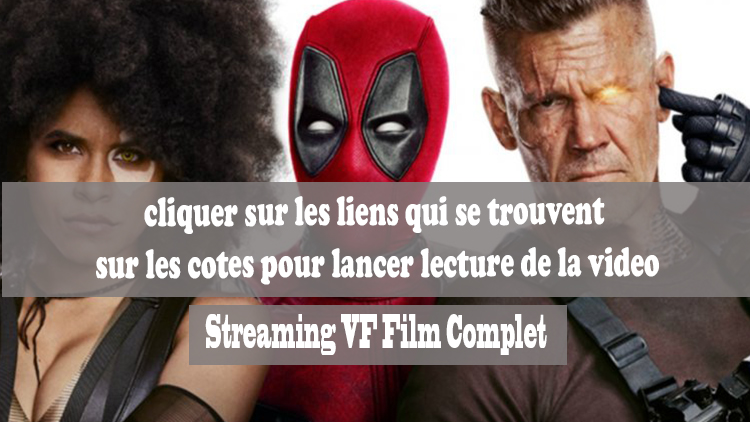 cliquer sur les liens qui se trouvent
sur les cotes pour lancer lecture de la video
Streaming VF Film Complet